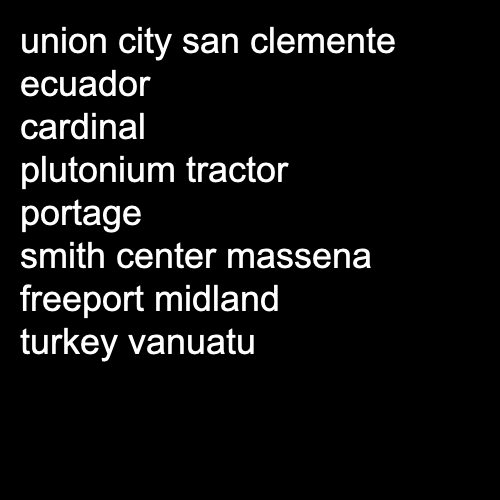 union city san clemente
ecuador
cardinal
plutonium tractor
portage
smith center massena
freeport midland
turkey vanuatu